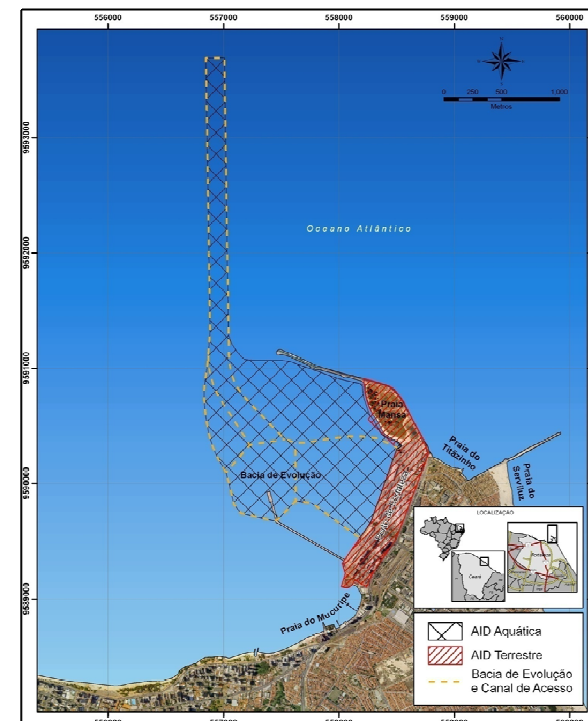 556000 557000 558000 559000 560000
0 250 500 1.000
Metros
9593000
9592000
Oceano Atlântico
9591000
Praia
Mansa
Praia do
Titãzinho
Praia do
Serviluz
Bacia de Evolução
9590000
LOCALIZAÇÃO
Ceará
9589000
Praia do Mucuripe
AID Aquática
AID Terrestre
Bacia de Evolução
e Canal de Acesso